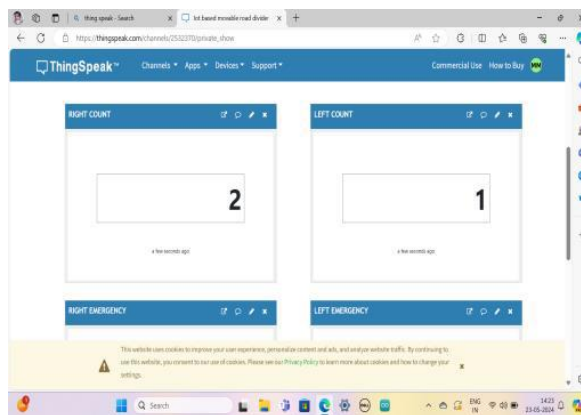 thing speak - Search
Iot based movable road divider
https://thingspeak.com/channels/2532370/private_show
ThingSpeak™
Channels
Apps
Devices
Support
Commercial Use
How to Buy
MM
RIGHT COUNT
LEFT COUNT
2
1
a few seconds ago
a few seconds ago
RIGHT EMERGENCY
LEFT EMERGENCY
This website uses cookies to improve your user experience, personalize content and ads, and analyze website traffic. By continuing to
use this website, you consent to our use of cookies. Please see our Privacy Policy to learn more about cookies and how to change your
settings.
Search
ENG
IN
14:23
23-05-2024